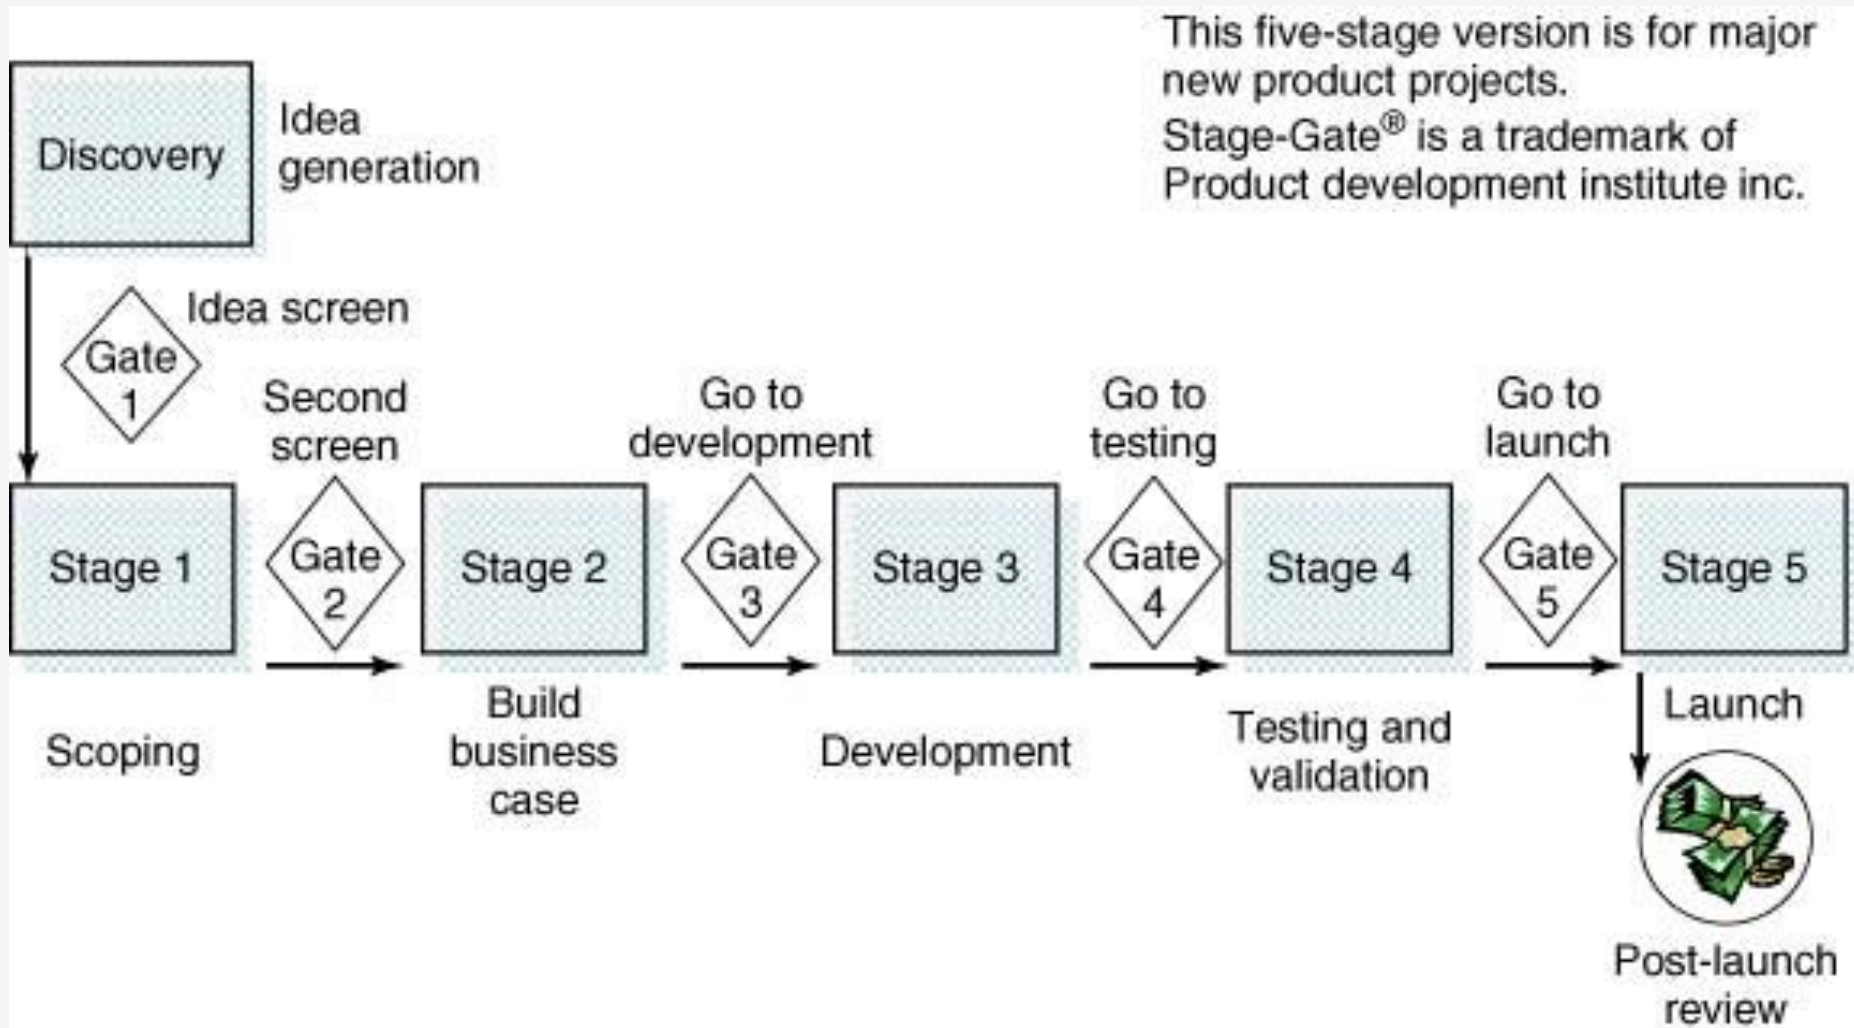 This five-stage version is for major
new product projects.
Stage-Gate® is a trademark of
Product development institute inc.
Discovery
Idea
generation
Idea screen
Gate
1
Second
screen
Go to
development
Go to
testing
Go to
launch
Stage 1
Gate
2
Stage 2
Gate
3
Stage 3
Gate
4
Stage 4
Gate
5
Stage 5
Scoping
Build
business
case
Development
Testing and
validation
Launch
Post-launch
review